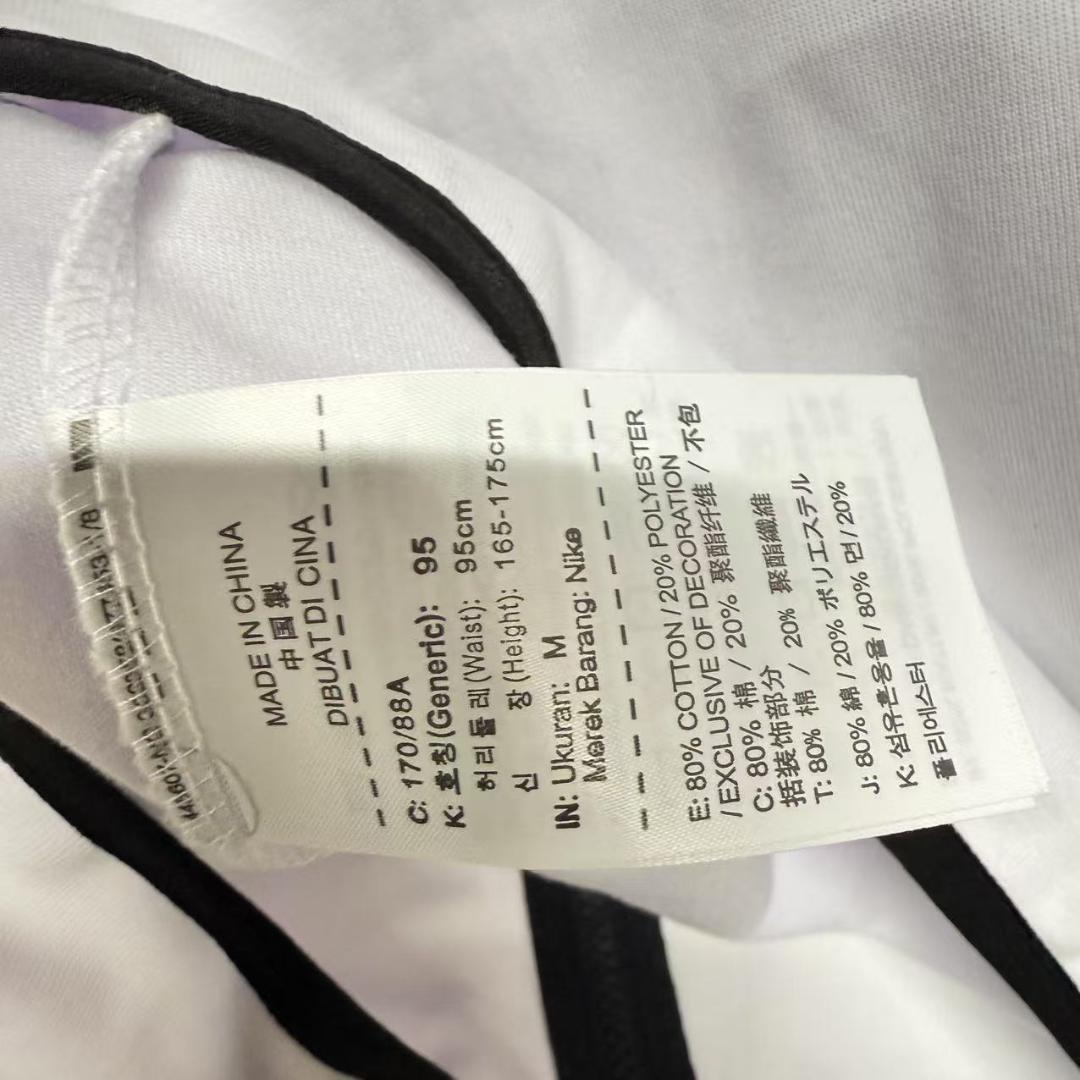 MADE IN CHINA
中国製
DIBUAT DI CINA
C: 170/88A
K: 호칭(Generic): 95
허리둘레(Waist): 95cm
신 장(Height): 165-175cm
IN: Ukuran: M
Merek Barang: Nike
E: 80% COTTON / 20% POLYESTER
/ EXCLUSIVE OF DECORATION
C: 80% 棉 / 20% 聚酯纤维 / 不包
括装饰部分
T: 80% 棉 / 20% 聚酯纖維
J: 80% 綿 / 20% ポリエステル
K: 섬유혼용율 / 80% 면/ 20%
폴리에스터